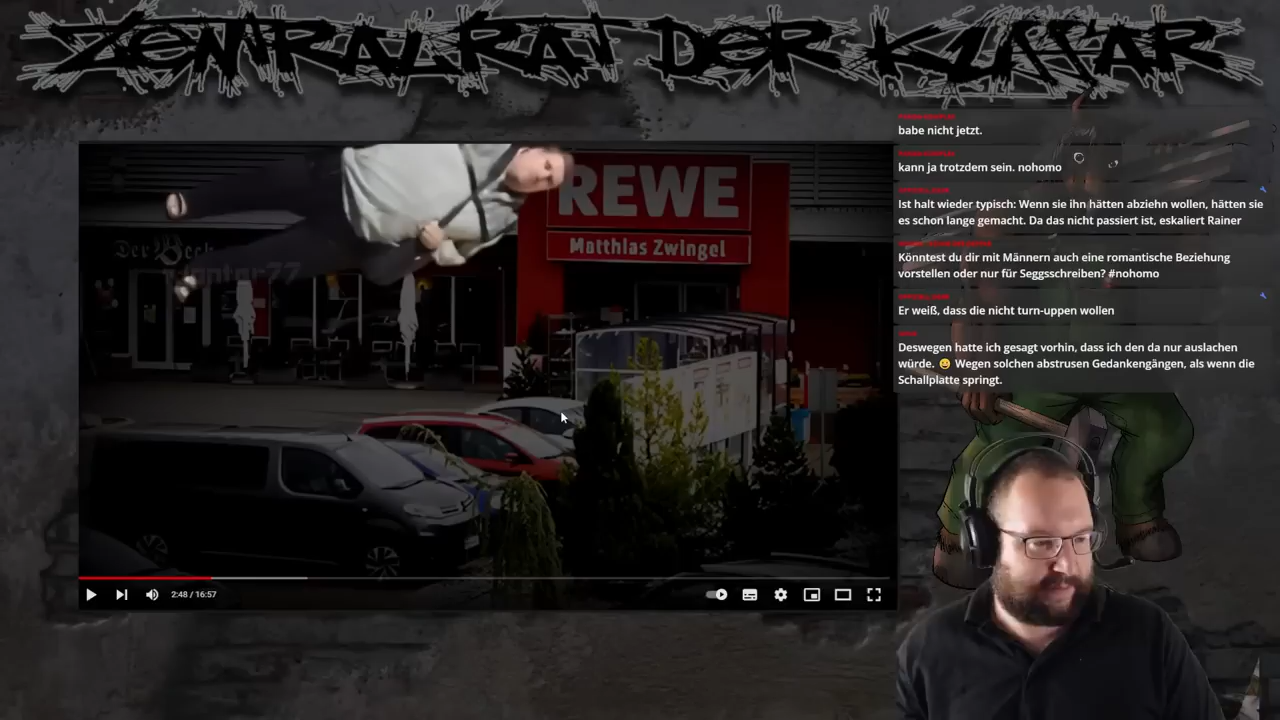 ZENTRALRAT DER KUFFAR
babe nicht jetzt.
kann ja trotzdem sein. nohomo
Ist halt wieder typisch: Wenn sie ihn hätten abziehn wollen, hätten sie
es schon lange gemacht. Da das nicht passiert ist, eskaliert Rainer
Könntest du dir mit Männern auch eine romantische Beziehung
vorstellen oder nur für Seggsschreiben? #nohomo
Er weiß, dass die nicht turn-uppen wollen
Deswegen hatte ich gesagt vorhin, dass ich den da nur auslachen
würde. 😀 Wegen solchen abstrusen Gedankengängen, als wenn die
Schallplatte springt.
REWE
Matthias Zwingel
Der Beck
2:48 / 16:57